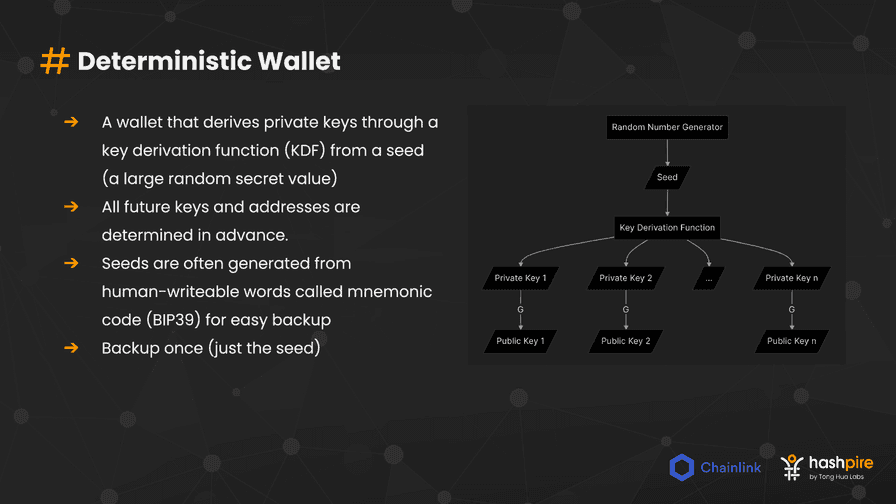 # Deterministic Wallet
➔ A wallet that derives private keys through a
key derivation function (KDF) from a seed
(a large random secret value)
➔ All future keys and addresses are
determined in advance.
➔ Seeds are often generated from
human-writeable words called mnemonic
code (BIP39) for easy backup
➔ Backup once (just the seed)
Random Number Generator
Seed
Key Derivation Function
Private Key 1
Private Key 2
...
Private Key n
G
G
G
Public Key 1
Public Key 2
Public Key n
Chainlink
hashpire
by Tong Hua Labs